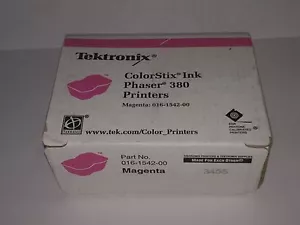 Tektronix®
ColorStix® Ink
Phaser® 380
Printers
Magenta: 016-1542-00
www.tek.com/Color_Printers
Part No.
016-1542-00
Magenta